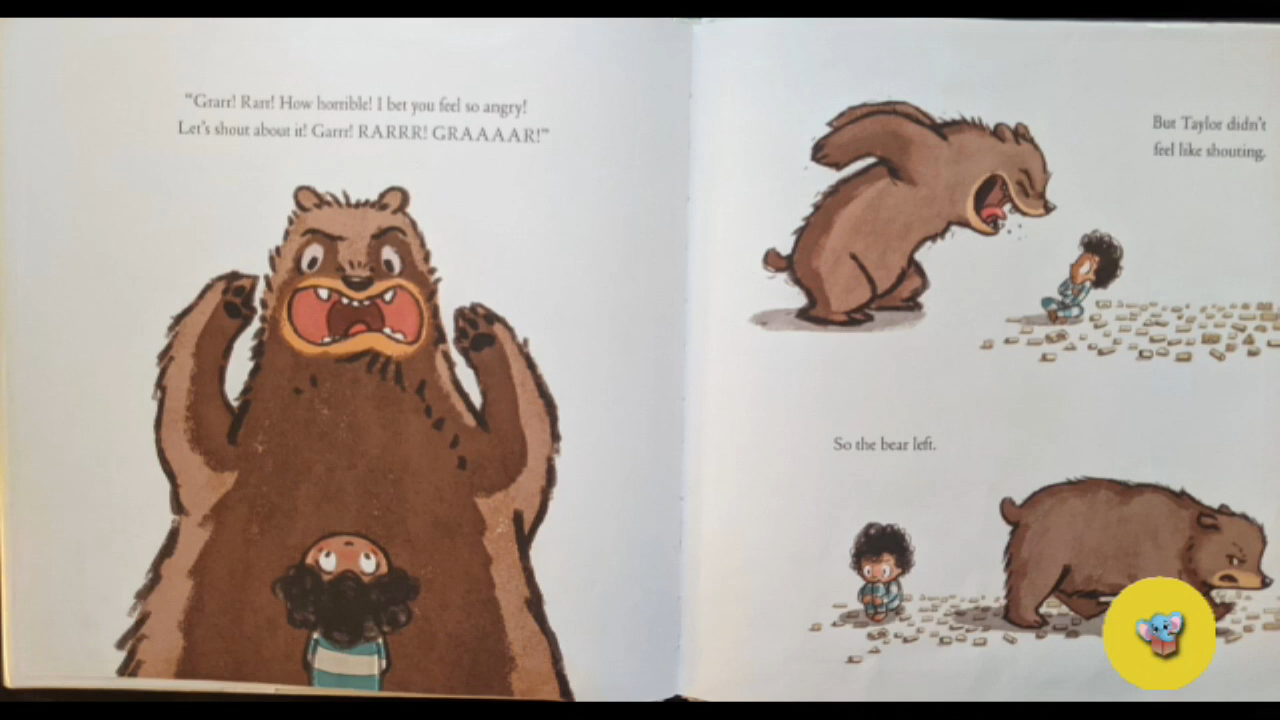 "Grarr! Rarr! How horrible! I bet you feel so angry!
Let's shout about it! Garrr! RARRR! GRAAAAR!"
But Taylor didn't
feel like shouting.
So the bear left.